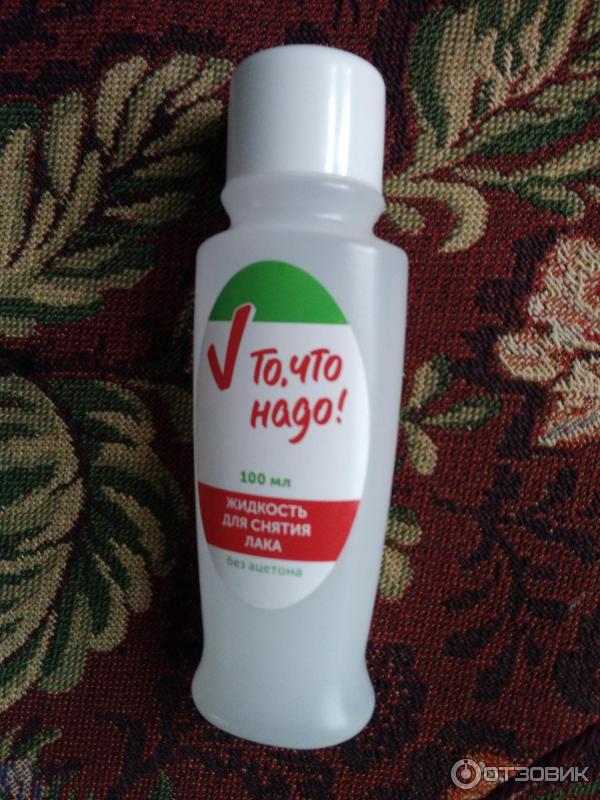 То, что
надо!
100 мл
ЖИДКОСТЬ
ДЛЯ СНЯТИЯ
ЛАКА
без ацетона
ОТЗОВИК